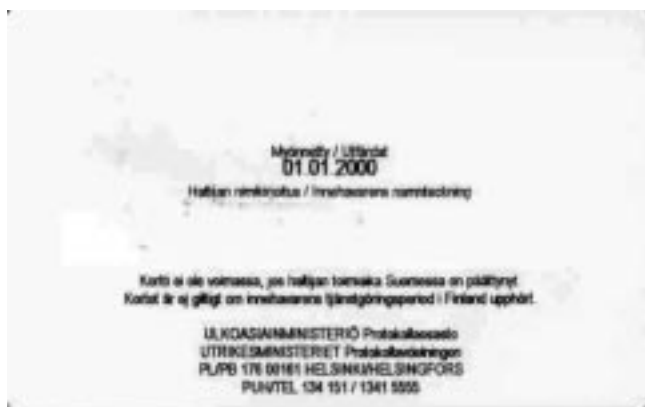 Myönnetty / Utfärdat
01.01.2000
Haltijan nimikirjoitus / Innehavarens namnteckning
Kortti ei ole voimassa, jos haltijan toimiaika Suomessa on päättynyt.
Kortet är ej giltigt om innehavarens tjänstgöringsperiod i Finland upphört.
ULKOASIAINMINISTERIÖ Protokollaosasto
UTRIKESMINISTERIET Protokollavdelningen
PL/PB 176 00161 HELSINKI/HELSINGFORS
PUH/TEL 134 151 / 1341 5555